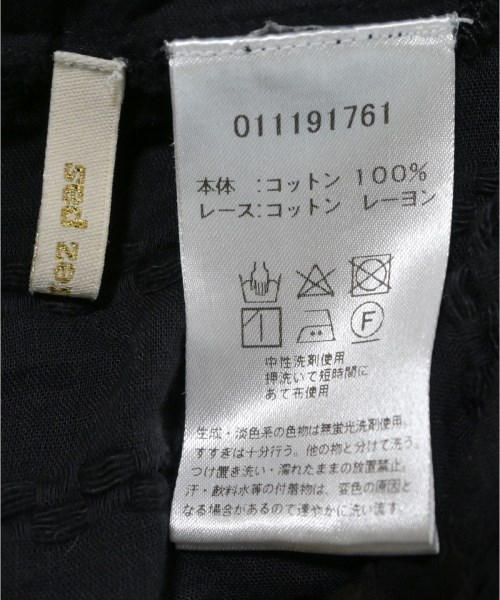 rez pas
011191761
本体 :コットン 100%
レース:コットン レーヨン
F
中性洗剤使用
押洗いで短時間に
あて布使用
生成・淡色系の色物は無蛍光洗剤使用。
すすぎは十分行う。他の物と分けて洗う。
つけ置き洗い・濡れたままの放置禁止。
汗・飲料水等の付着物は、変色の原因と
なる場合があるので速やかに洗い流す。